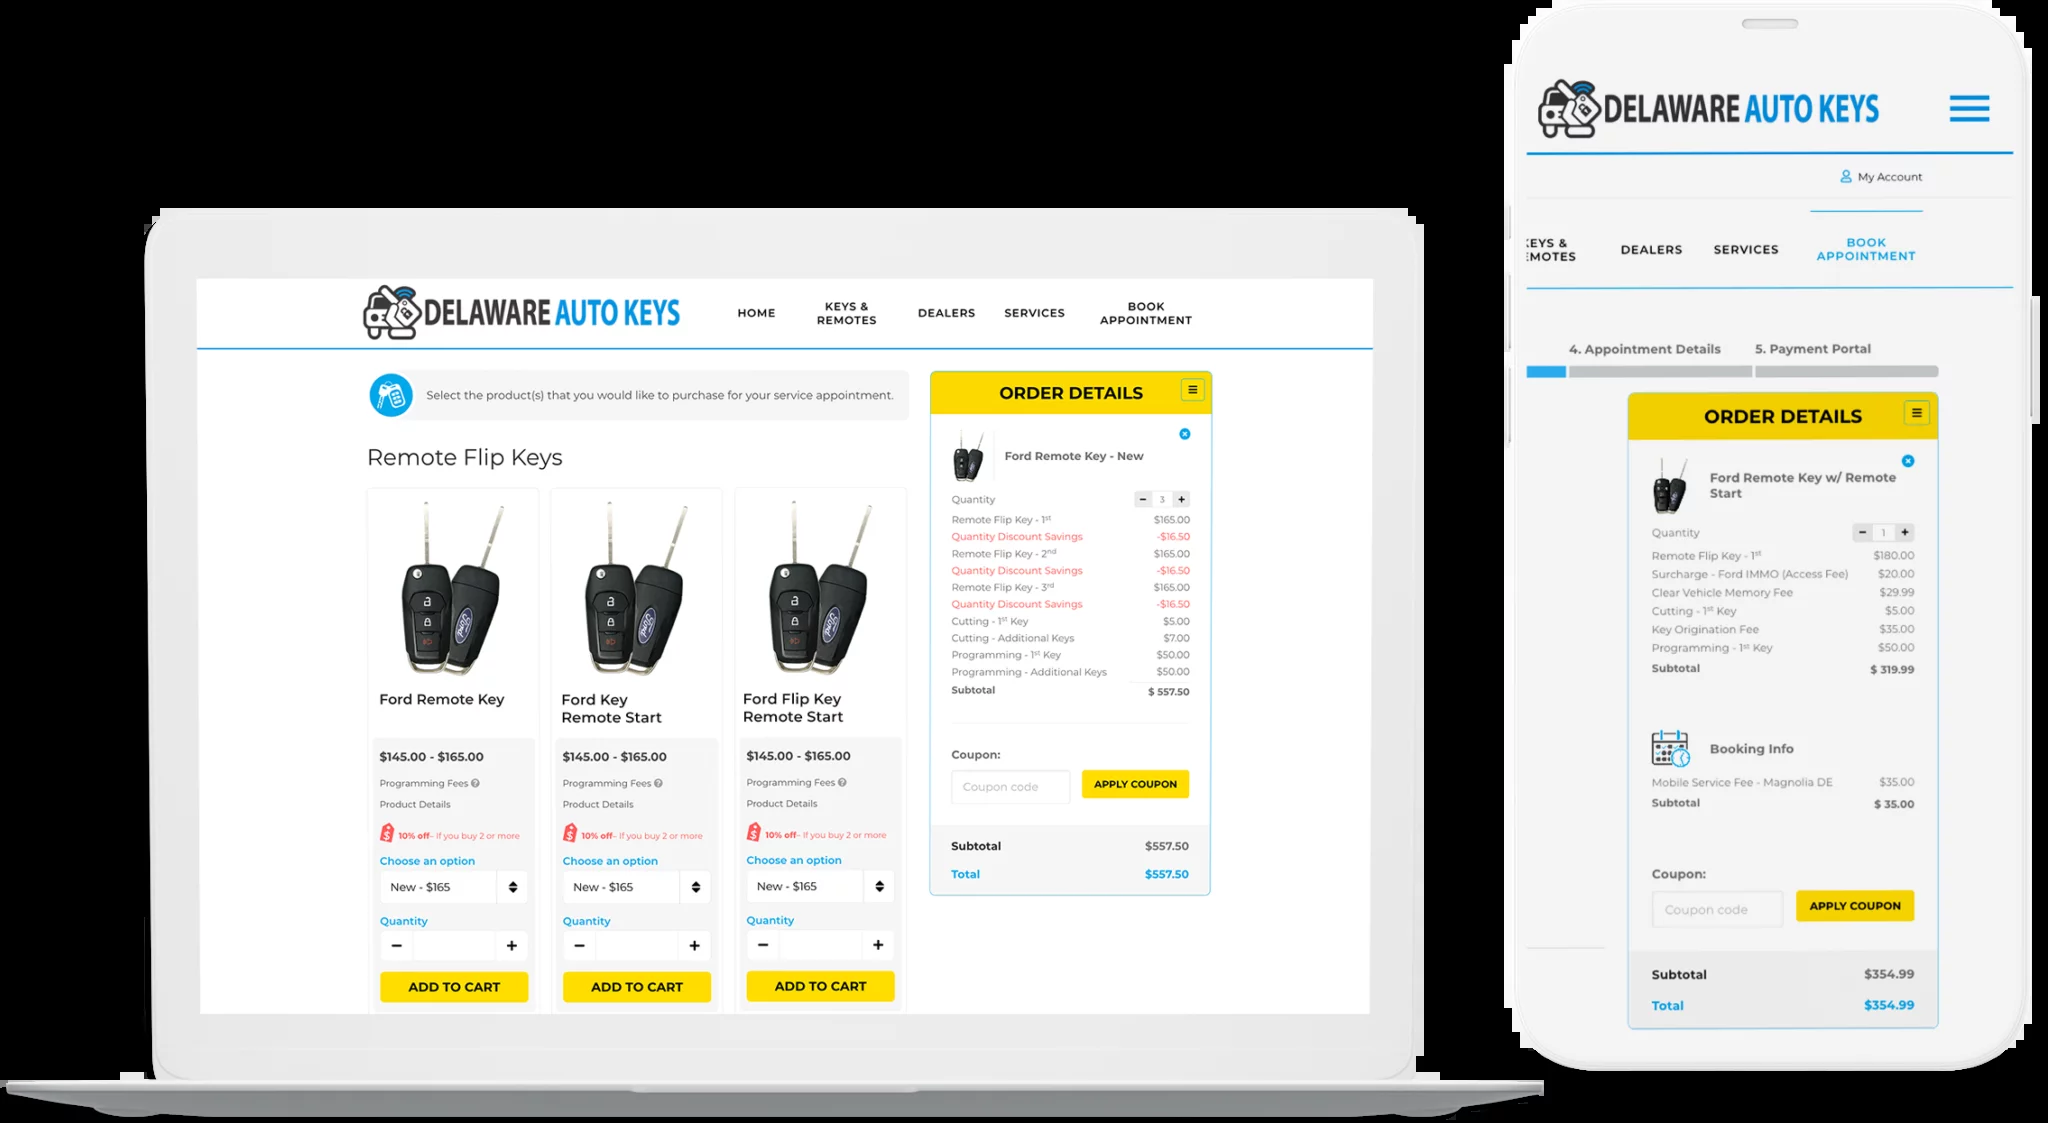 DELAWARE AUTO KEYS
HOME
KEYS &
REMOTES
DEALERS
SERVICES
BOOK
APPOINTMENT
Select the product(s) that you would like to purchase for your service appointment.
Remote Flip Keys
Ford
Ford Remote Key
$145.00 - $165.00
Programming Fees
Product Details
10% off- If you buy 2 or more
Choose an option
New - $165
Quantity
− +
ADD TO CART
Ford
Ford Key
Remote Start
$145.00 - $165.00
Programming Fees
Product Details
10% off- If you buy 2 or more
Choose an option
New - $165
Quantity
− +
ADD TO CART
Ford
Ford Flip Key
Remote Start
$145.00 - $165.00
Programming Fees
Product Details
10% off- If you buy 2 or more
Choose an option
New - $165
Quantity
− +
ADD TO CART
ORDER DETAILS
Ford Remote Key - New
Quantity − 3 +
Remote Flip Key - 1st $165.00
Quantity Discount Savings -$16.50
Remote Flip Key - 2nd $165.00
Quantity Discount Savings -$16.50
Remote Flip Key - 3rd $165.00
Quantity Discount Savings -$16.50
Cutting - 1st Key $5.00
Cutting - Additional Keys $7.00
Programming - 1st Key $50.00
Programming - Additional Keys $50.00
Subtotal $ 557.50
Coupon:
Coupon code APPLY COUPON
Subtotal $557.50
Total $557.50
DELAWARE AUTO KEYS
My Account
KEYS &
EMOTES
DEALERS
SERVICES
BOOK
APPOINTMENT
4. Appointment Details 5. Payment Portal
ORDER DETAILS
Ford Remote Key w/ Remote
Start
Quantity − 1 +
Remote Flip Key - 1st $180.00
Surcharge - Ford IMMO (Access Fee) $20.00
Clear Vehicle Memory Fee $29.99
Cutting - 1st Key $5.00
Key Origination Fee $35.00
Programming - 1st Key $50.00
Subtotal $ 319.99
Booking Info
Mobile Service Fee - Magnolia DE $35.00
Subtotal $ 35.00
Coupon:
Coupon code APPLY COUPON
Subtotal $354.99
Total $354.99